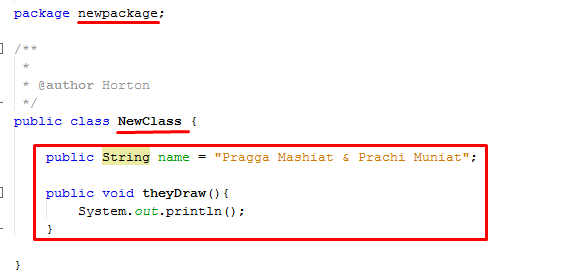 package newpackage;
/**
*
* @author Horton
*/
public class NewClass {
public String name = "Pragga Mashiat & Prachi Muniat";
public void theyDraw(){
System.out.println();
}
}